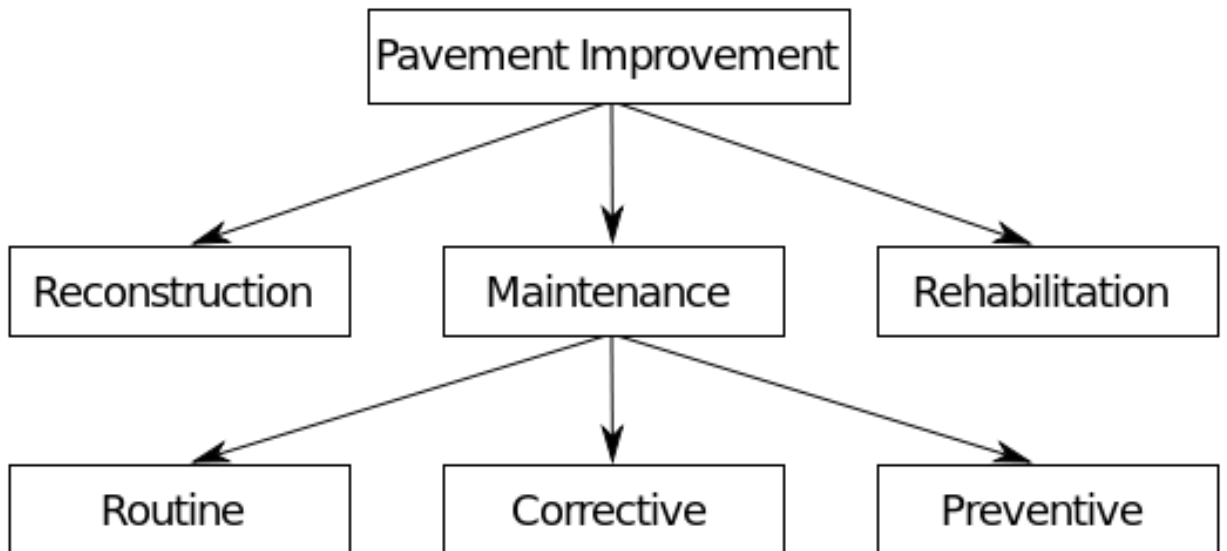 Pavement Improvement
Reconstruction
Maintenance
Rehabilitation
Routine
Corrective
Preventive